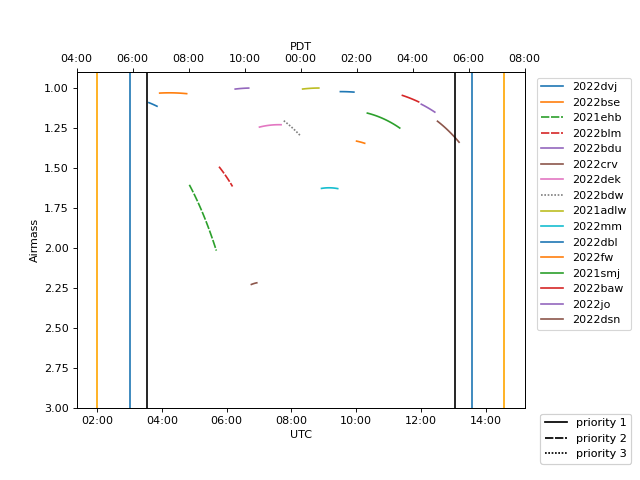 PDT
04:00 06:00 08:00 10:00 00:00 02:00 04:00 06:00 08:00
1.00
1.25
1.50
1.75
2.00
2.25
2.50
2.75
3.00
Airmass
02:00 04:00 06:00 08:00 10:00 12:00 14:00
UTC
2022dvj
2022bse
2021ehb
2022blm
2022bdu
2022crv
2022dek
2022bdw
2021adlw
2022mm
2022dbl
2022fw
2021smj
2022baw
2022jo
2022dsn
priority 1
priority 2
priority 3